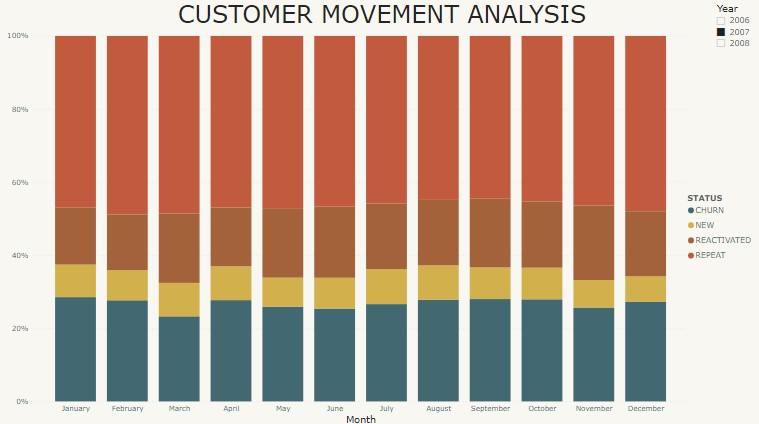 CUSTOMER MOVEMENT ANALYSIS
Year
2006
2007
2008
100%
80%
60%
40%
20%
0%
January February March April May June July August September October November December
Month
STATUS
CHURN
NEW
REACTIVATED
REPEAT